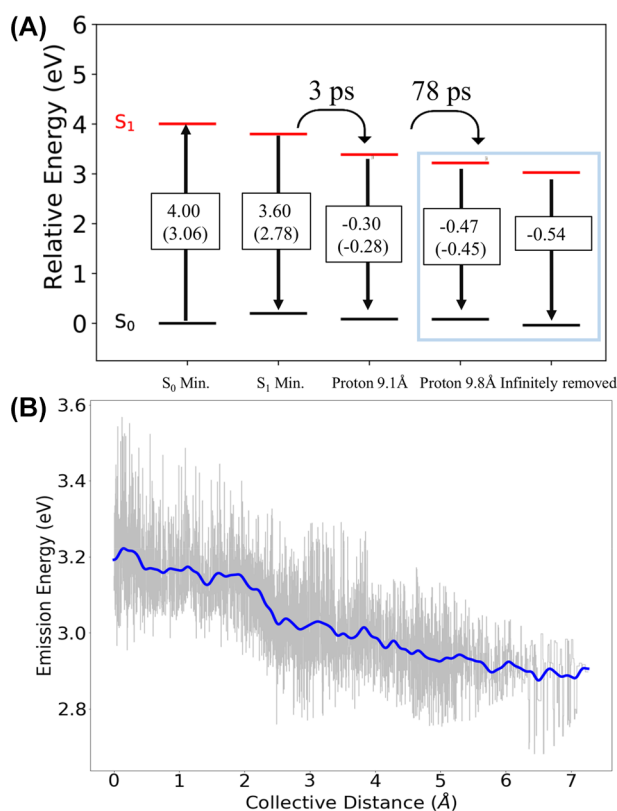 (A)
6
5
4
3
2
1
0
Relative Energy (eV)
S₁
S₀
3 ps
78 ps
4.00
(3.06)
3.60
(2.78)
-0.30
(-0.28)
-0.47
(-0.45)
-0.54
S₀ Min.
S₁ Min.
Proton 9.1Å
Proton 9.8Å
Infinitely removed
(B)
3.6
3.4
3.2
3.0
2.8
Emission Energy (eV)
0 1 2 3 4 5 6 7
Collective Distance (Å)